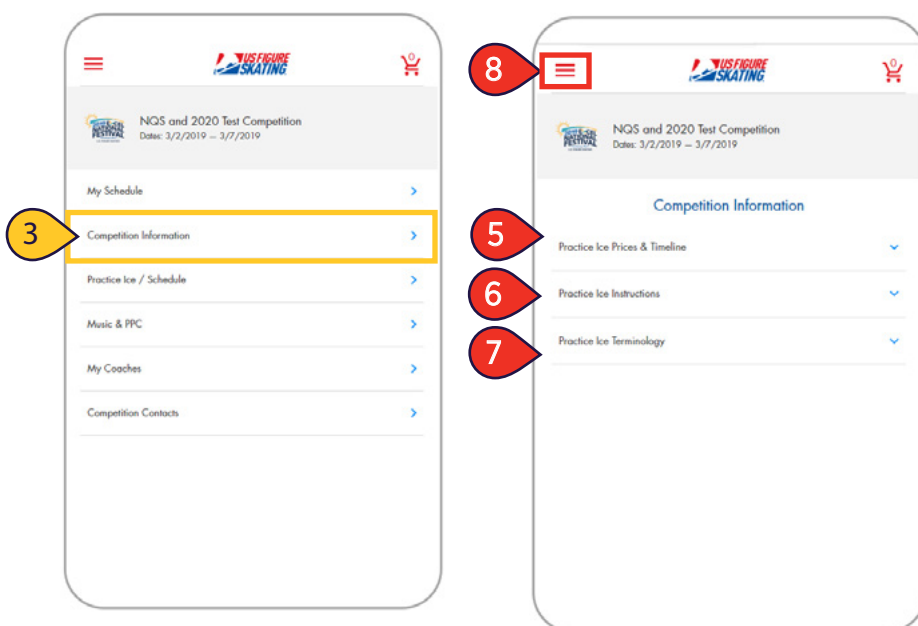 US FIGURE
SKATING
0
NQS and 2020 Test Competition
Dates: 3/2/2019 – 3/7/2019
My Schedule
3
Competition Information
Practice Ice / Schedule
Music & PPC
My Coaches
Competition Contacts
8
US FIGURE
SKATING
0
NQS and 2020 Test Competition
Dates: 3/2/2019 – 3/7/2019
Competition Information
5
Practice Ice Prices & Timeline
6
Practice Ice Instructions
7
Practice Ice Terminology